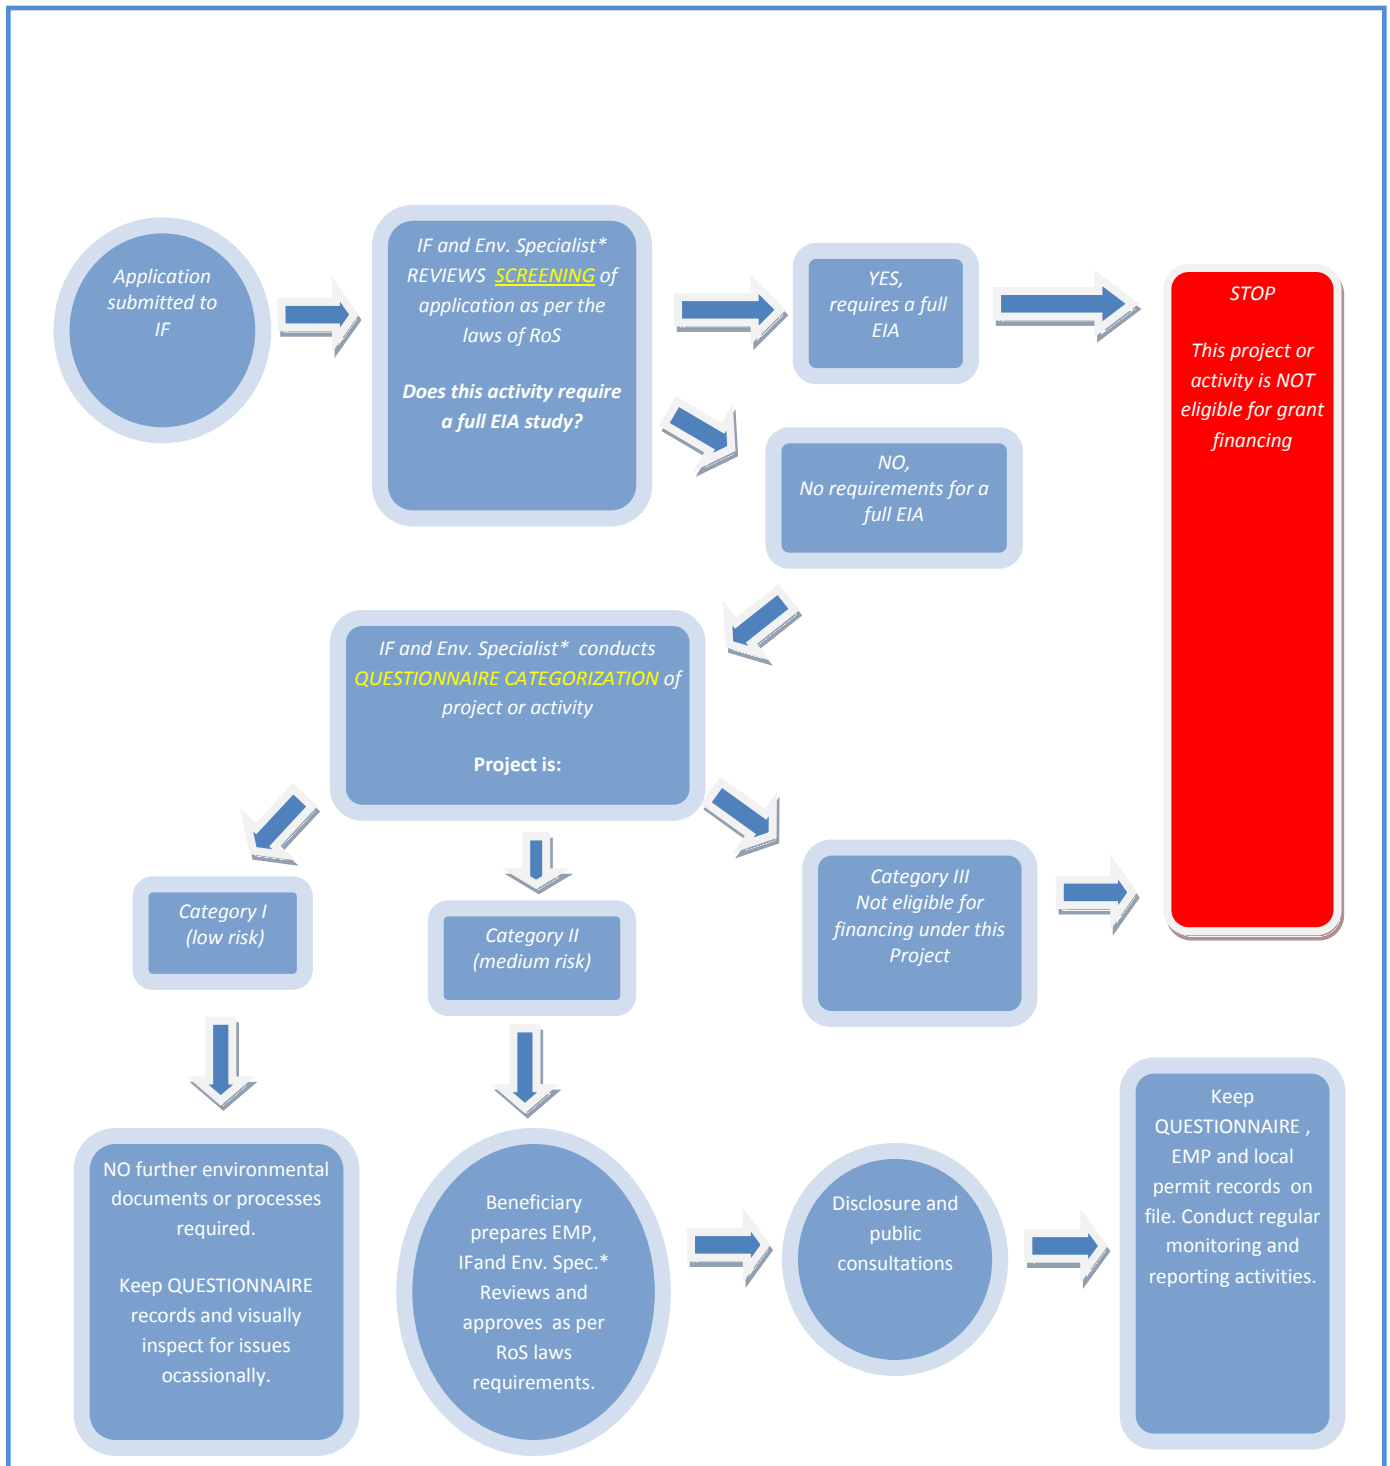 Application
submitted to
IF
IF and Env. Specialist*
REVIEWS SCREENING of
application as per the
laws of RoS
Does this activity require
a full EIA study?
YES,
requires a full
EIA
STOP
This project or
activity is NOT
eligible for grant
financing
NO,
No requirements for a
full EIA
IF and Env. Specialist* conducts
QUESTIONNAIRE CATEGORIZATION of
project or activity
Project is:
Category I
(low risk)
Category II
(medium risk)
Category III
Not eligible for
financing under this
Project
NO further environmental
documents or processes
required.
Keep QUESTIONNAIRE
records and visually
inspect for issues
ocassionally.
Beneficiary
prepares EMP,
IFand Env. Spec.*
Reviews and
approves as per
RoS laws
requirements.
Disclosure and
public
consultations
Keep
QUESTIONNAIRE ,
EMP and local
permit records on
file. Conduct regular
monitoring and
reporting activities.